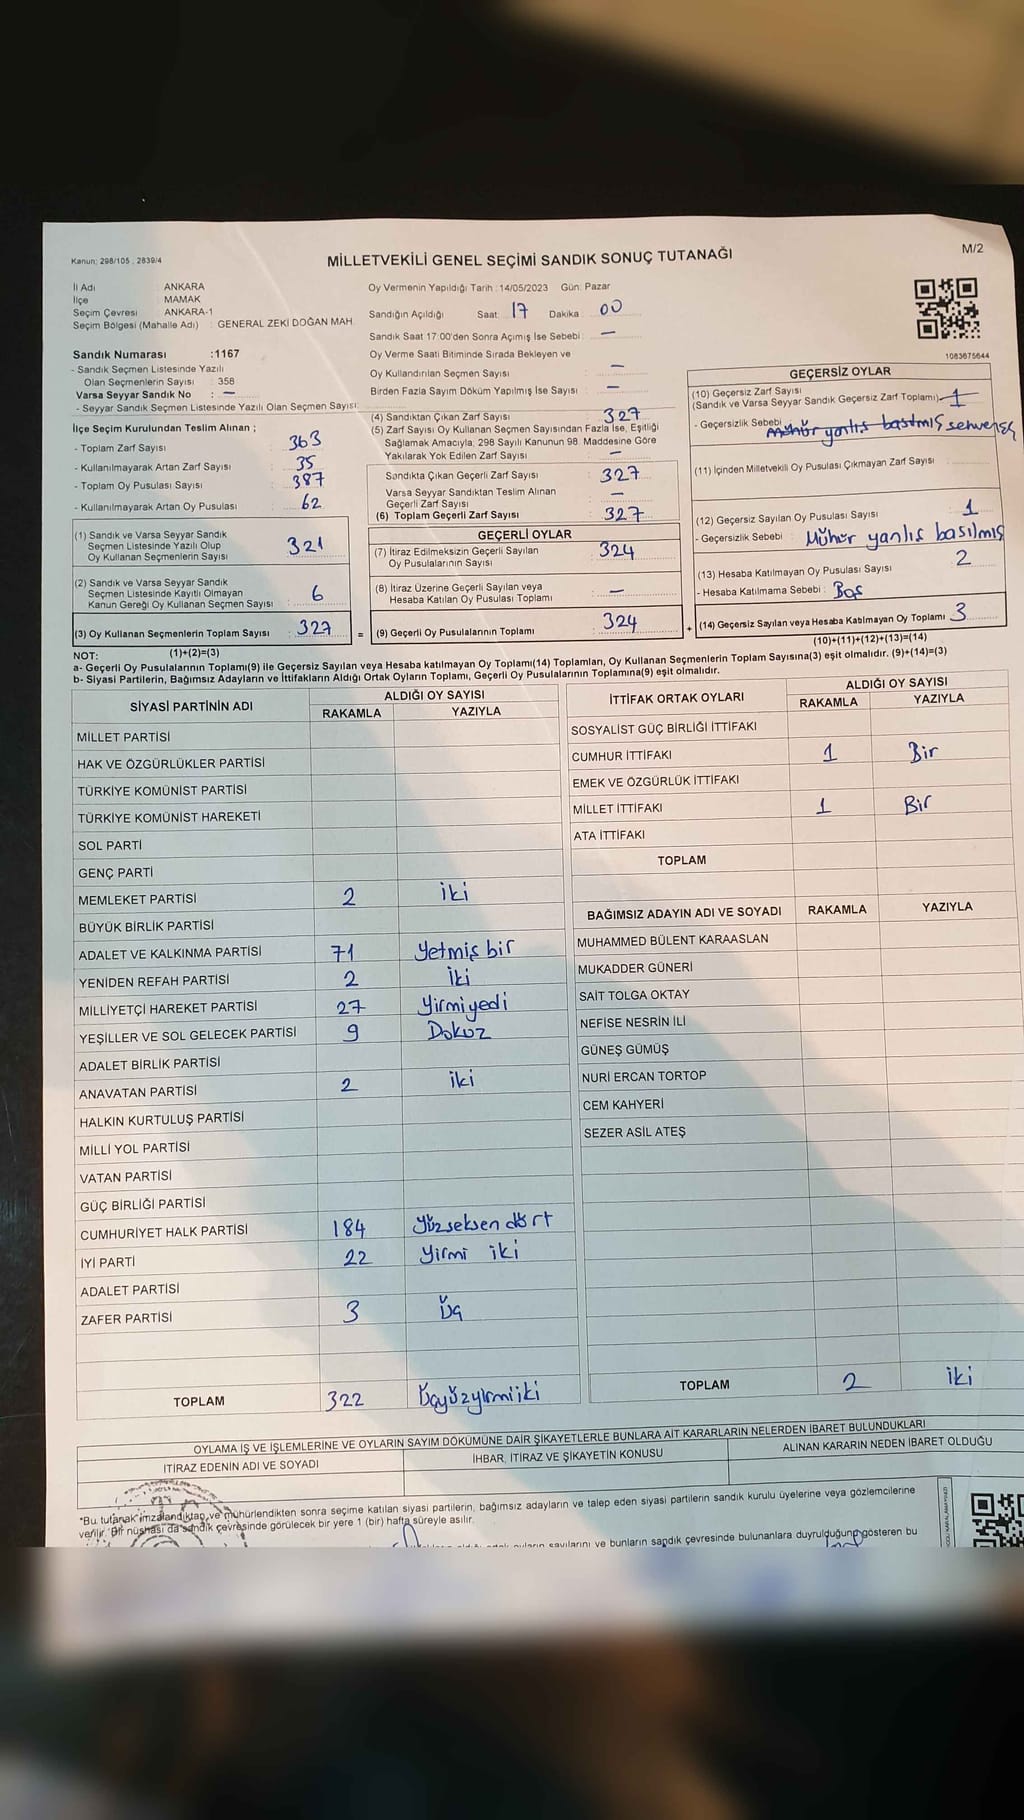 Kanun: 298/105 , 2839/4
MİLLETVEKİLİ GENEL SEÇİMİ SANDIK SONUÇ TUTANAĞI
M/2
İl Adı ANKARA
İlçe MAMAK
Seçim Çevresi ANKARA-1
Seçim Bölgesi (Mahalle Adı) : GENERAL ZEKİ DOĞAN MAH.
Oy Vermenin Yapıldığı Tarih : 14/05/2023 Gün: Pazar
Sandığın Açıldığı Saat: 17 Dakika 00
Sandık Saat 17:00'den Sonra Açımış İse Sebebi : —
Oy Verme Saati Bitiminde Sırada Bekleyen ve
Oy Kullandırılan Seçmen Sayısı —
Birden Fazla Sayım Döküm Yapılmış İse Sayısı : —
1083675644
Sandık Numarası :1167
- Sandık Seçmen Listesinde Yazılı
Olan Seçmenlerin Sayısı : 358
Varsa Seyyar Sandık No : —
- Seyyar Sandık Seçmen Listesinde Yazılı Olan Seçmen Sayısı:
İlçe Seçim Kurulundan Teslim Alınan ;
- Toplam Zarf Sayısı : 363
- Kullanılmayarak Artan Zarf Sayısı : 35
- Toplam Oy Pusulası Sayısı : 387
- Kullanılmayarak Artan Oy Pusulası : 62
(1) Sandık ve Varsa Seyyar Sandık
Seçmen Listesinde Yazılı Olup
Oy Kullanan Seçmenlerin Sayısı : 321
(2) Sandık ve Varsa Seyyar Sandık
Seçmen Listesinde Kayıtlı Olmayan
Kanun Gereği Oy Kullanan Seçmen Sayısı : 6
(3) Oy Kullanan Seçmenlerin Toplam Sayısı : 327 =
(1)+(2)=(3)
(4) Sandıktan Çıkan Zarf Sayısı : 327
(5) Zarf Sayısı Oy Kullanan Seçmen Sayısından Fazla İse, Eşitliği
Sağlamak Amacıyla, 298 Sayılı Kanunun 98. Maddesine Göre
Yakılarak Yok Edilen Zarf Sayısı : —
Sandıkta Çıkan Geçerli Zarf Sayısı : 327
Varsa Seyyar Sandıktan Teslim Alınan
Geçerli Zarf Sayısı : —
(6) Toplam Geçerli Zarf Sayısı : 327
GEÇERLİ OYLAR
(7) İtiraz Edilmeksizin Geçerli Sayılan
Oy Pusulalarının Sayısı : 324
(8) İtiraz Üzerine Geçerli Sayılan veya
Hesaba Katılan Oy Pusulası Toplamı : —
(9) Geçerli Oy Pusulalarının Toplamı : 324 +
GEÇERSİZ OYLAR
(10) Geçersiz Zarf Sayısı
(Sandık ve Varsa Seyyar Sandık Geçersiz Zarf Toplamı) 1
- Geçersizlik Sebebi Mühür yanlış bastmış
(11) İçinden Milletvekili Oy Pusulası Çıkmayan Zarf Sayısı
(12) Geçersiz Sayılan Oy Pusulası Sayısı : 1
- Geçersizlik Sebebi : Mühür yanlış basılmış
(13) Hesaba Katılmayan Oy Pusulası Sayısı : 2
- Hesaba Katılmama Sebebi : Boş
(14) Geçersiz Sayılan veya Hesaba Katılmayan Oy Toplamı 3
(10)+(11)+(12)+(13)=(14)
NOT:
a- Geçerli Oy Pusulalarının Toplamı(9) ile Geçersiz Sayılan veya Hesaba katılmayan Oy Toplamı(14) Toplamları, Oy Kullanan Seçmenlerin Toplam Sayısına(3) eşit olmalıdır. (9)+(14)=(3)
b- Siyasi Partilerin, Bağımsız Adayların ve İttifakların Aldığı Ortak Oyların Toplamı, Geçerli Oy Pusulalarının Toplamına(9) eşit olmalıdır.
SİYASİ PARTİNİN ADI ALDIĞI OY SAYISI
RAKAMLA YAZIYLA
MİLLET PARTİSİ
HAK VE ÖZGÜRLÜKLER PARTİSİ
TÜRKİYE KOMÜNİST PARTİSİ
TÜRKİYE KOMÜNİST HAREKETİ
SOL PARTİ
GENÇ PARTİ
MEMLEKET PARTİSİ 2 iki
BÜYÜK BİRLİK PARTİSİ
ADALET VE KALKINMA PARTİSİ 71 Yetmiş bir
YENİDEN REFAH PARTİSİ 2 İki
MİLLİYETÇİ HAREKET PARTİSİ 27 Yirmiyedi
YEŞİLLER VE SOL GELECEK PARTİSİ 9 Dokuz
ADALET BİRLİK PARTİSİ
ANAVATAN PARTİSİ 2 iki
HALKIN KURTULUŞ PARTİSİ
MİLLİ YOL PARTİSİ
VATAN PARTİSİ
GÜÇ BİRLİĞİ PARTİSİ
CUMHURİYET HALK PARTİSİ 184 Yüzseksen dört
İYİ PARTİ 22 Yirmi iki
ADALET PARTİSİ
ZAFER PARTİSİ 3 Üç
TOPLAM 322 Üçyüzyirmiiki
İTTİFAK ORTAK OYLARI ALDIĞI OY SAYISI
RAKAMLA YAZIYLA
SOSYALİST GÜÇ BİRLİĞİ İTTİFAKI
CUMHUR İTTİFAKI 1 Bir
EMEK VE ÖZGÜRLÜK İTTİFAKI
MİLLET İTTİFAKI 1 Bir
ATA İTTİFAKI
TOPLAM
BAĞIMSIZ ADAYIN ADI VE SOYADI RAKAMLA YAZIYLA
MUHAMMED BÜLENT KARAASLAN
MUKADDER GÜNERİ
SAİT TOLGA OKTAY
NEFİSE NESRİN İLİ
GÜNEŞ GÜMÜŞ
NURİ ERCAN TORTOP
CEM KAHYERİ
SEZER ASİL ATEŞ
TOPLAM 2 iki
OYLAMA İŞ VE İŞLEMLERİNE VE OYLARIN SAYIM DÖKÜMÜNE DAİR ŞİKAYETLERLE BUNLARA AİT KARARLARIN NELERDEN İBARET BULUNDUKLARI
İTİRAZ EDENİN ADI VE SOYADI İHBAR, İTİRAZ VE ŞİKAYETİN KONUSU ALINAN KARARIN NEDEN İBARET OLDUĞU
*Bu tutanak imzalandıktan ve mühürlendikten sonra seçime katılan siyasi partilerin, bağımsız adayların ve talep eden siyasi partilerin sandık kurulu üyelerine veya gözlemcilerine
verilir. Bir nüshası da sandık çevresinde görülecek bir yere 1 (bir) hafta süreyle asılır.
sayılarını ve bunların sandık çevresinde bulunanlara duyrulduğunu gösteren bu